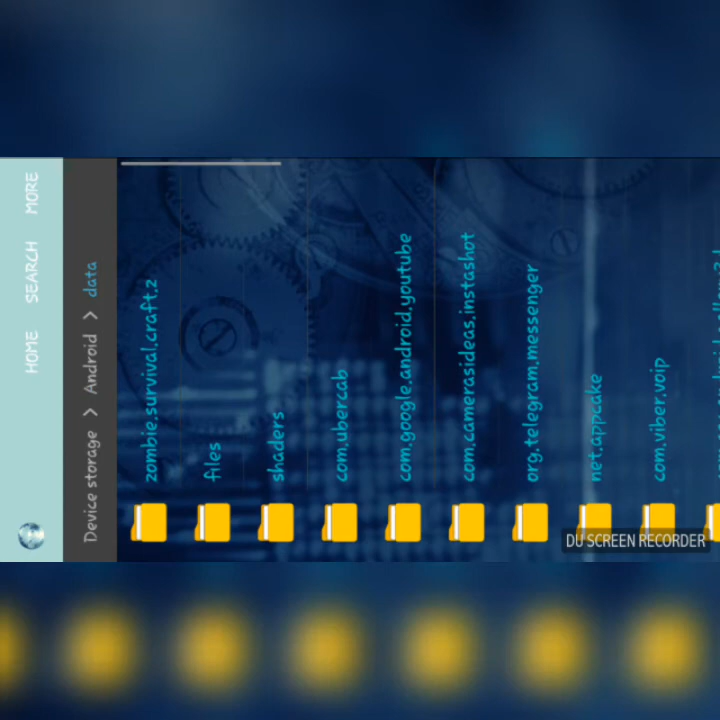 HOME SEARCH MORE
Device storage > Android > data
zombie.survival.craft.z
files
shaders
com.ubercab
com.google.android.youtube
com.camerasideas.instashot
org.telegram.messenger
net.appcake
com.viber.voip
DU SCREEN RECORDER